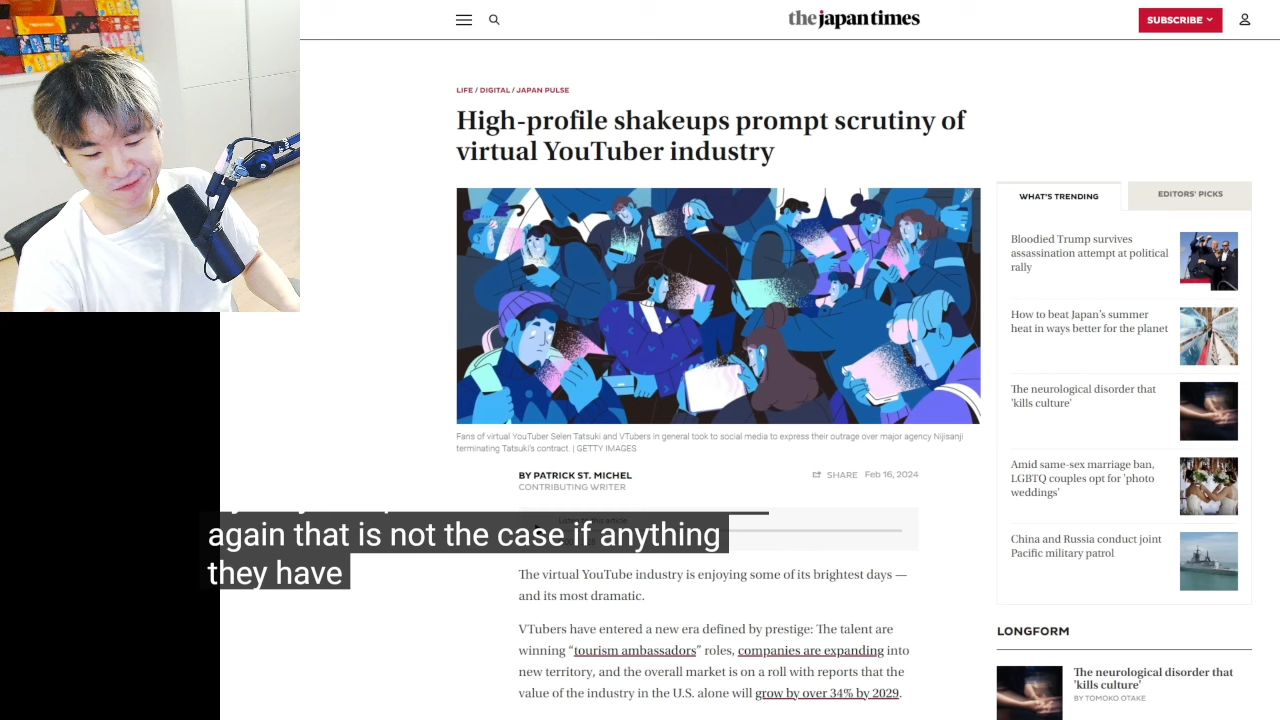 the japan times
SUBSCRIBE
LIFE / DIGITAL / JAPAN PULSE
High-profile shakeups prompt scrutiny of
virtual YouTuber industry
Fans of virtual YouTuber Selen Tatsuki and VTubers in general took to social media to express their outrage over major agency Nijisanji
terminating Tatsuki's contract. | GETTY IMAGES
BY PATRICK ST. MICHEL
CONTRIBUTING WRITER
SHARE Feb 16, 2024
Listen to this article
again that is not the case if anything
they have
The virtual YouTube industry is enjoying some of its brightest days —
and its most dramatic.
VTubers have entered a new era defined by prestige: The talent are
winning “tourism ambassadors” roles, companies are expanding into
new territory, and the overall market is on a roll with reports that the
value of the industry in the U.S. alone will grow by over 34% by 2029.
WHAT'S TRENDING
EDITORS' PICKS
Bloodied Trump survives
assassination attempt at political
rally
How to beat Japan’s summer
heat in ways better for the planet
The neurological disorder that
‘kills culture’
Amid same-sex marriage ban,
LGBTQ couples opt for ‘photo
weddings’
China and Russia conduct joint
Pacific military patrol
LONGFORM
The neurological disorder that
‘kills culture’
BY TOMOKO OTAKE